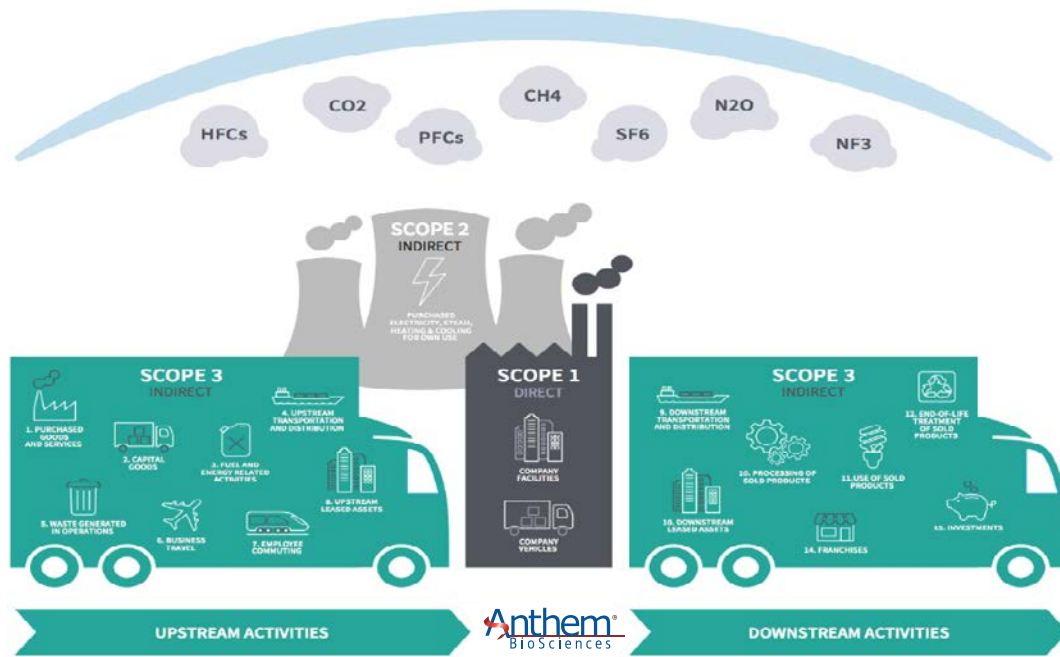 HFCs
CO2
PFCs
CH4
SF6
N2O
NF3
SCOPE 2
INDIRECT
PURCHASED
ELECTRICITY, STEAM,
HEATING & COOLING
FOR OWN USE
SCOPE 3
INDIRECT
1. PURCHASED
GOODS
AND SERVICES
2. CAPITAL
GOODS
3. FUEL AND
ENERGY RELATED
ACTIVITIES
4. UPSTREAM
TRANSPORTATION
AND DISTRIBUTION
5. WASTE GENERATED
IN OPERATIONS
6. BUSINESS
TRAVEL
7. EMPLOYEE
COMMUTING
8. UPSTREAM
LEASED ASSETS
SCOPE 1
DIRECT
COMPANY
FACILITIES
COMPANY
VEHICLES
SCOPE 3
INDIRECT
9. DOWNSTREAM
TRANSPORTATION
AND DISTRIBUTION
10. PROCESSING OF
SOLD PRODUCTS
11.USE OF SOLD
PRODUCTS
12. END-OF-LIFE
TREATMENT
OF SOLD
PRODUCTS
10. DOWNSTREAM
LEASED ASSETS
14. FRANCHISES
15. INVESTMENTS
UPSTREAM ACTIVITIES
Anthem®
BIOSCIENCES
DOWNSTREAM ACTIVITIES